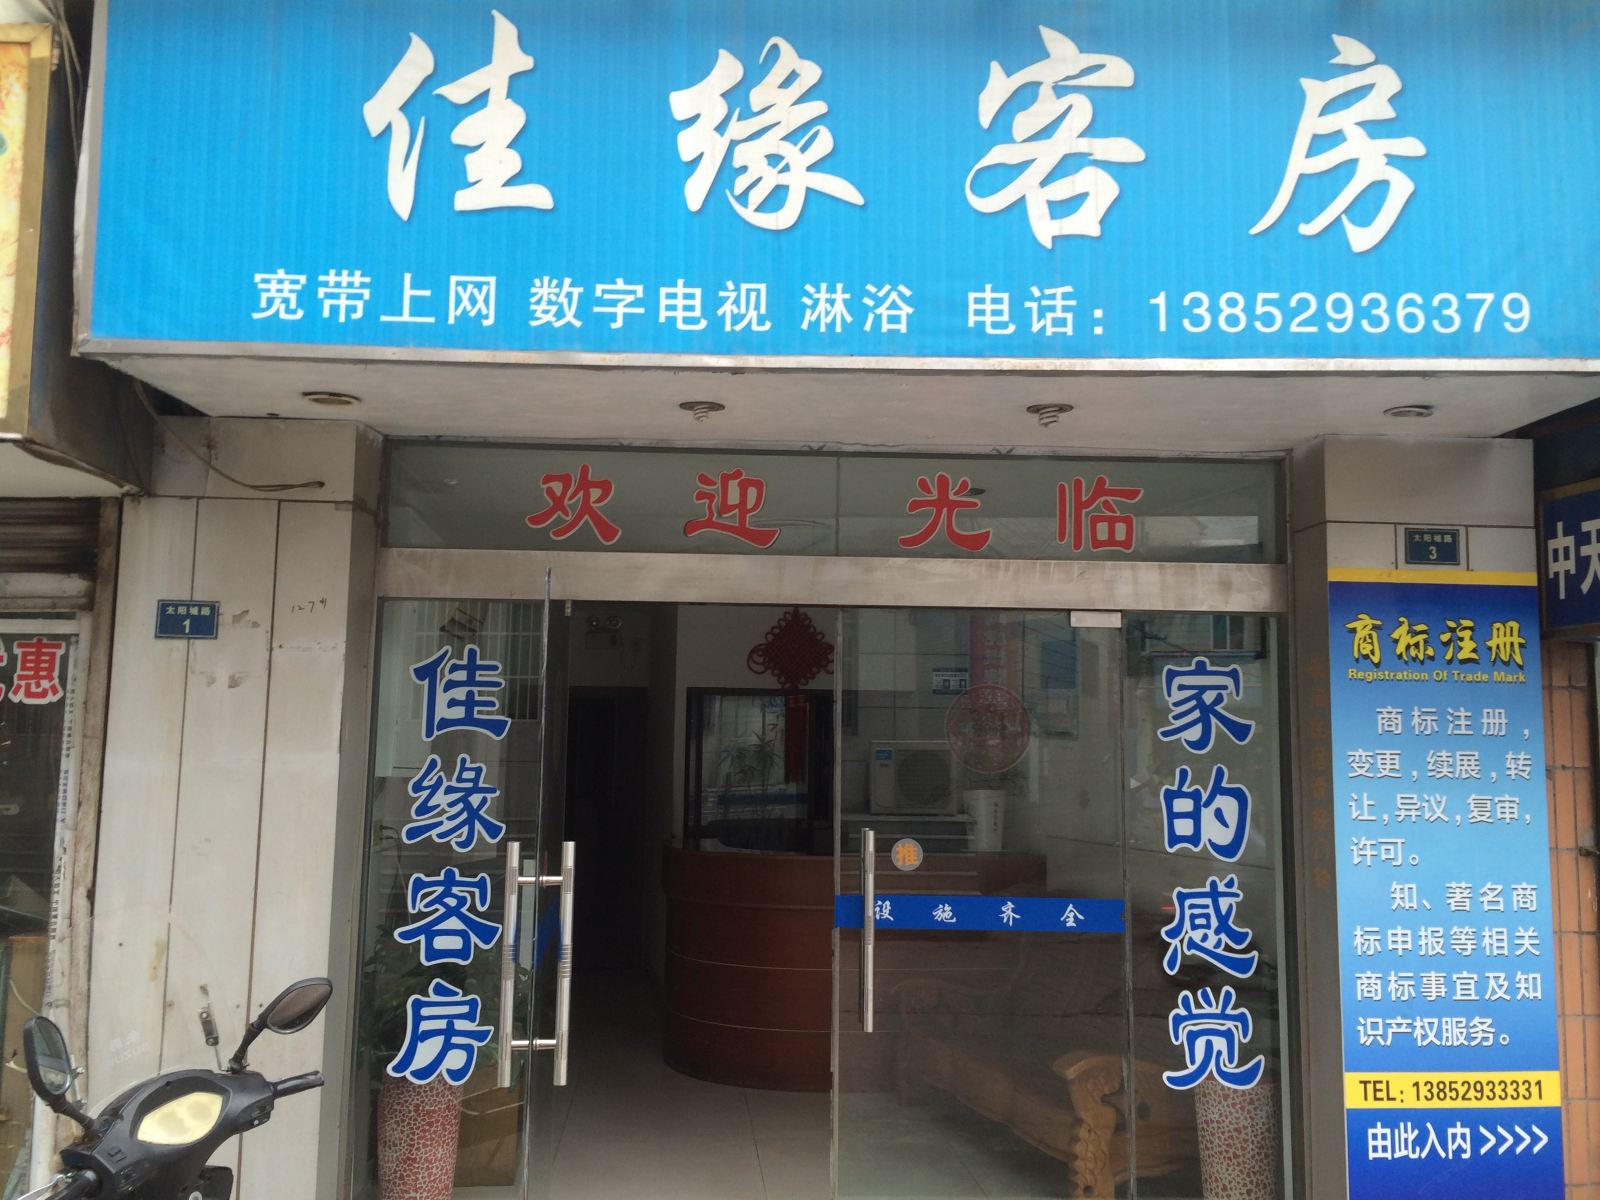 佳缘客房
宽带上网 数字电视 淋浴 电话：13852936379
欢迎光临
太阳城路
1
太阳城路
3
惠
中天
佳缘客房
家的感觉
推
设施齐全
商标注册
Registration Of Trade Mark
商标注册，
变更，续展，转
让，异议，复审，
许可。
知、著名商
标申报等相关
商标事宜及知
识产权服务。
TEL: 13852933331
由此入内>>>>